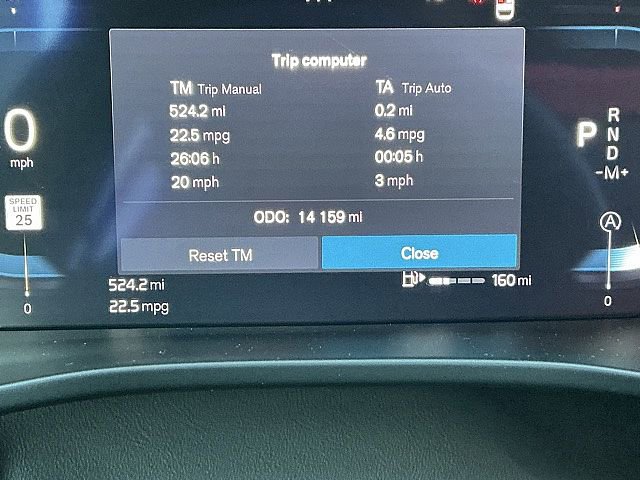 Trip computer
TM Trip Manual
524.2 mi
22.5 mpg
26:06 h
20 mph
TA Trip Auto
0.2 mi
4.6 mpg
00:05 h
3 mph
ODO: 14 159 mi
Reset TM
Close
0
mph
SPEED
LIMIT
25
0
524.2 mi
22.5 mpg
160 mi
P
R
N
D
-M+
A
0